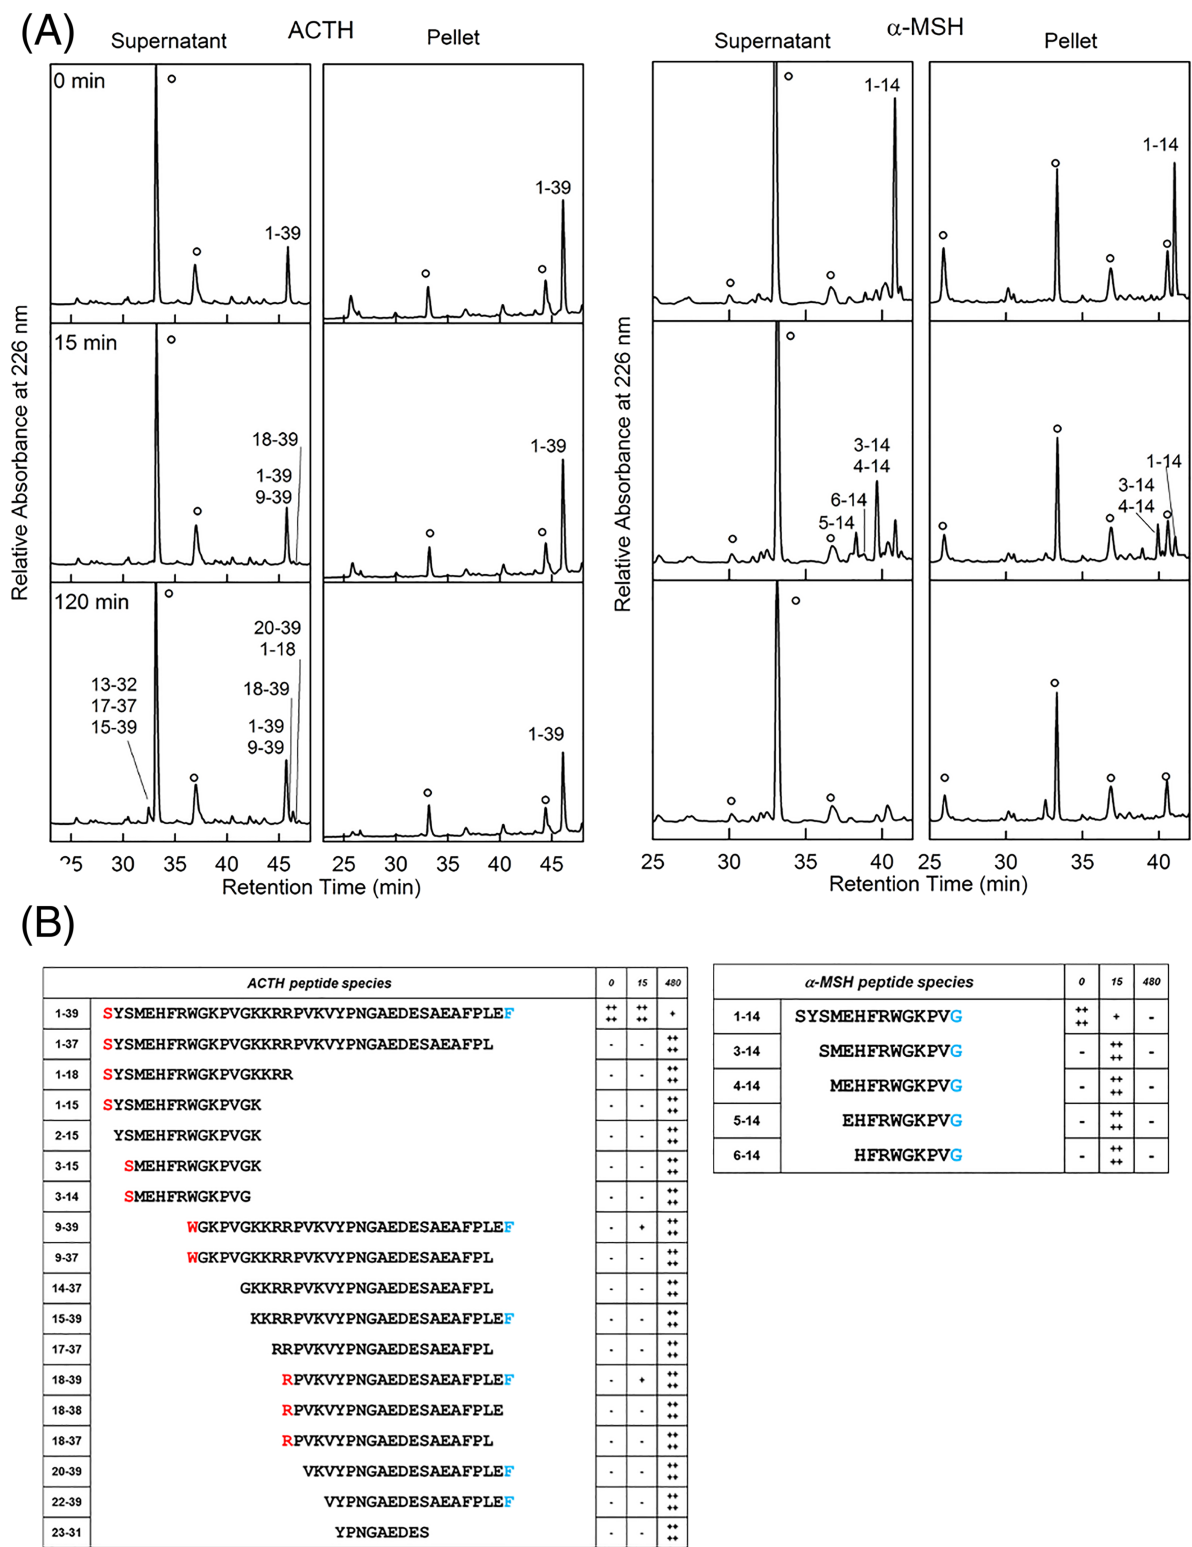 (A)
ACTH
Supernatant
Pellet
α-MSH
Supernatant
Pellet
Relative Absorbance at 226 nm
0 min
1-39
1-39
15 min
18-39
1-39
9-39
1-39
120 min
13-32
17-37
15-39
20-39
1-18
18-39
1-39
9-39
1-39
25 30 35 40 45
25 30 35 40 45
Retention Time (min)
Relative Absorbance at 226 nm
1-14
1-14
3-14
4-14
6-14
5-14
1-14
3-14
4-14
25 30 35 40
25 30 35 40
Retention Time (min)
(B)
ACTH peptide species 0 15 480
1-39 SYSMEHFRWGKPVGKKRRPVKVYPNGAEDESAEAFPLEF ++ ++ ++ ++ +
1-37 SYSMEHFRWGKPVGKKRRPVKVYPNGAEDESAEAFPL - - ++ ++
1-18 SYSMEHFRWGKPVGKKRR - - ++ ++
1-15 SYSMEHFRWGKPVGK - - ++ ++
2-15 YSMEHFRWGKPVGK - - ++ ++
3-15 SMEHFRWGKPVGK - - ++ ++
3-14 SMEHFRWGKPVG - - ++ ++
9-39 WGKPVGKKRRPVKVYPNGAEDESAEAFPLEF - + ++ ++
9-37 WGKPVGKKRRPVKVYPNGAEDESAEAFPL - - ++ ++
14-37 GKKRRPVKVYPNGAEDESAEAFPL - - ++ ++
15-39 KKRRPVKVYPNGAEDESAEAFPLEF - - ++ ++
17-37 RRPVKVYPNGAEDESAEAFPL - - ++ ++
18-39 RPVKVYPNGAEDESAEAFPLEF - + ++ ++
18-38 RPVKVYPNGAEDESAEAFPLE - - ++ ++
18-37 RPVKVYPNGAEDESAEAFPL - - ++ ++
20-39 VKVYPNGAEDESAEAFPLEF - - ++ ++
22-39 VYPNGAEDESAEAFPLEF - - ++ ++
23-31 YPNGAEDES - - ++ ++
α-MSH peptide species 0 15 480
1-14 SYSMEHFRWGKPVG ++ ++ + -
3-14 SMEHFRWGKPVG - ++ ++ -
4-14 MEHFRWGKPVG - ++ ++ -
5-14 EHFRWGKPVG - ++ ++ -
6-14 HFRWGKPVG - ++ ++ -